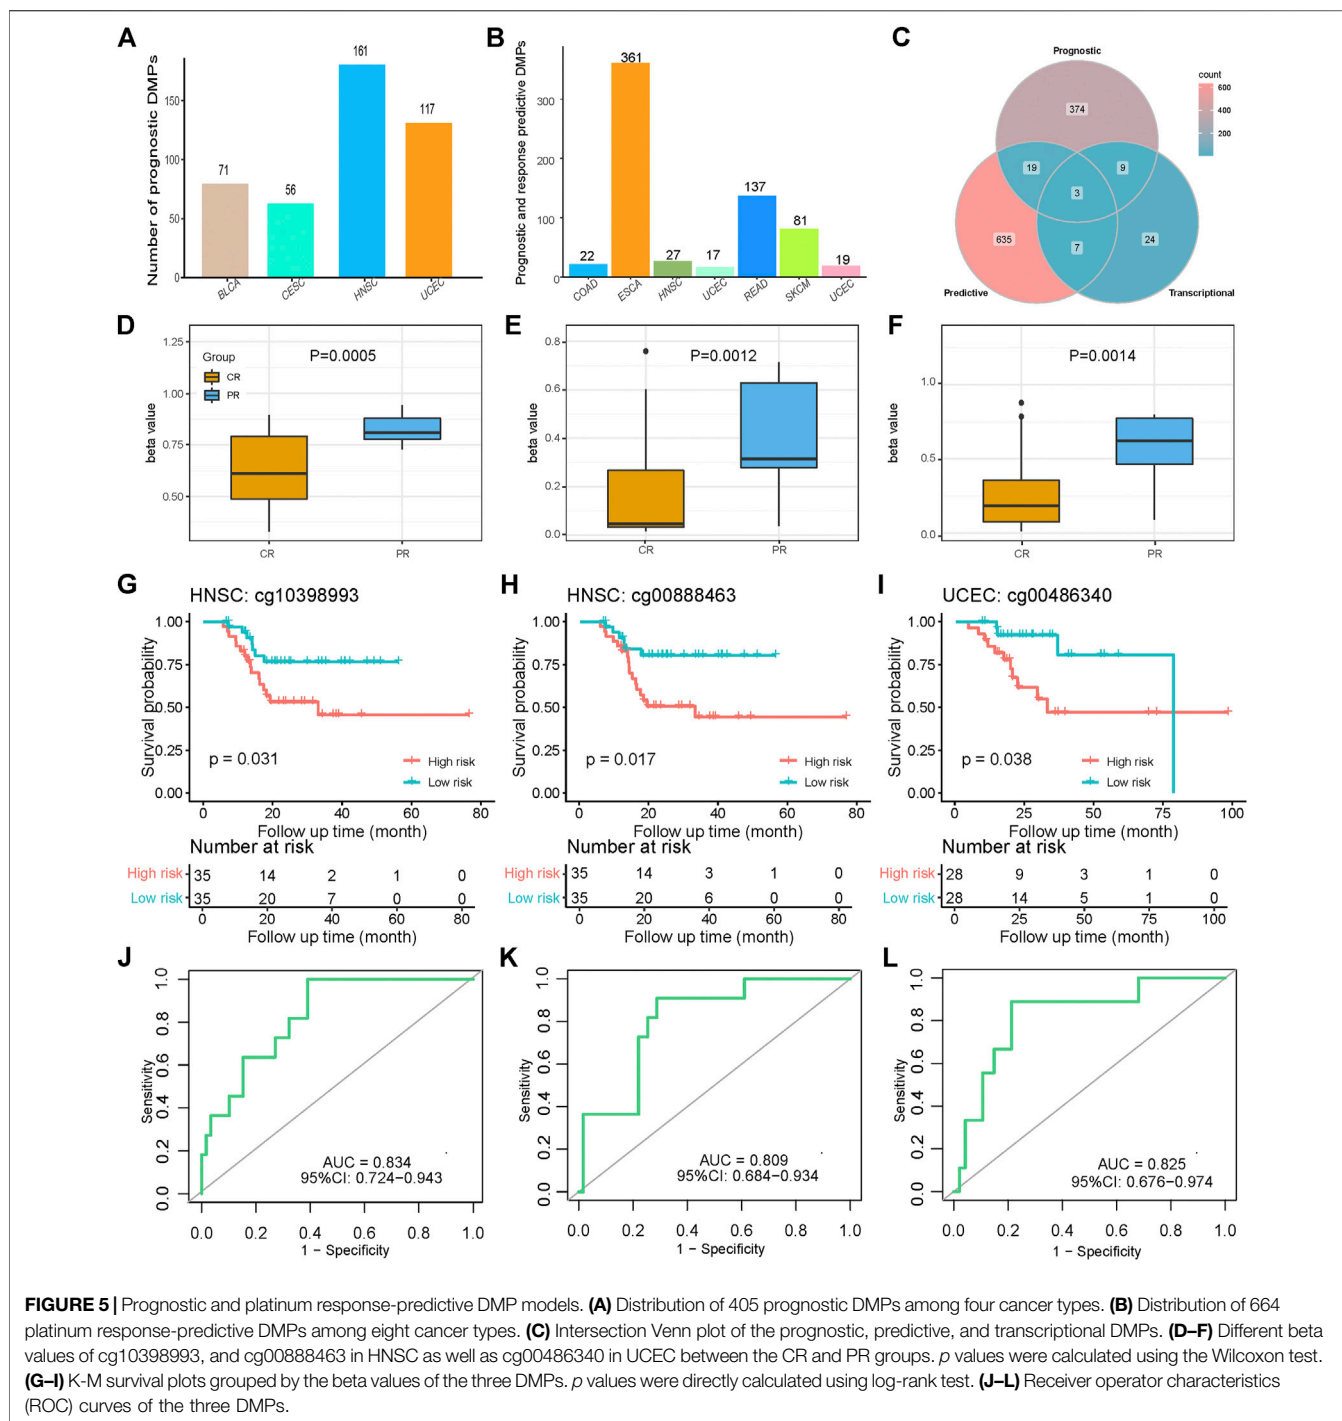 A
Number of prognostic DMPs
150
100
50
0
71
56
161
117
BLCA
CESC
HNSC
UCEC
B
Prognostic and response predictive DMPs
300
200
100
0
22
361
27
17
137
81
19
COAD
ESCA
HNSC
UCEC
READ
SKCM
UCEC
C
Prognostic
374
19
9
3
635
7
24
Predictive
Transcriptional
count
600
400
200
D
P=0.0005
Group
CR
PR
beta value
1.25
1.00
0.75
0.50
CR
PR
E
P=0.0012
beta value
0.8
0.6
0.4
0.2
0.0
CR
PR
F
P=0.0014
beta value
1.0
0.5
0.0
CR
PR
G
HNSC: cg10398993
Survival probability
1.00
0.75
0.50
0.25
0.00
p = 0.031
High risk
Low risk
0 20 40 60 80
Follow up time (month)
Number at risk
High risk 35 14 2 1 0
Low risk 35 20 7 0 0
0 20 40 60 80
Follow up time (month)
H
HNSC: cg00888463
Survival probability
1.00
0.75
0.50
0.25
0.00
p = 0.017
High risk
Low risk
0 20 40 60 80
Follow up time (month)
Number at risk
High risk 35 14 3 1 0
Low risk 35 20 6 0 0
0 20 40 60 80
Follow up time (month)
I
UCEC: cg00486340
Survival probability
1.00
0.75
0.50
0.25
0.00
p = 0.038
High risk
Low risk
0 25 50 75 100
Follow up time (month)
Number at risk
High risk 28 9 3 1 0
Low risk 28 14 5 1 0
0 25 50 75 100
Follow up time (month)
J
Sensitivity
1.0
0.8
0.6
0.4
0.2
0.0
AUC = 0.834
95%CI: 0.724−0.943
0.0 0.2 0.4 0.6 0.8 1.0
1 − Specificity
K
Sensitivity
1.0
0.8
0.6
0.4
0.2
0.0
AUC = 0.809
95%CI: 0.684−0.934
0.0 0.2 0.4 0.6 0.8 1.0
1 − Specificity
L
Sensitivity
1.0
0.8
0.6
0.4
0.2
0.0
AUC = 0.825
95%CI: 0.676−0.974
0.0 0.2 0.4 0.6 0.8 1.0
1 − Specificity
FIGURE 5 | Prognostic and platinum response-predictive DMP models. (A) Distribution of 405 prognostic DMPs among four cancer types. (B) Distribution of 664
platinum response-predictive DMPs among eight cancer types. (C) Intersection Venn plot of the prognostic, predictive, and transcriptional DMPs. (D–F) Different beta
values of cg10398993, and cg00888463 in HNSC as well as cg00486340 in UCEC between the CR and PR groups. p values were calculated using the Wilcoxon test.
(G–I) K-M survival plots grouped by the beta values of the three DMPs. p values were directly calculated using log-rank test. (J–L) Receiver operator characteristics
(ROC) curves of the three DMPs.